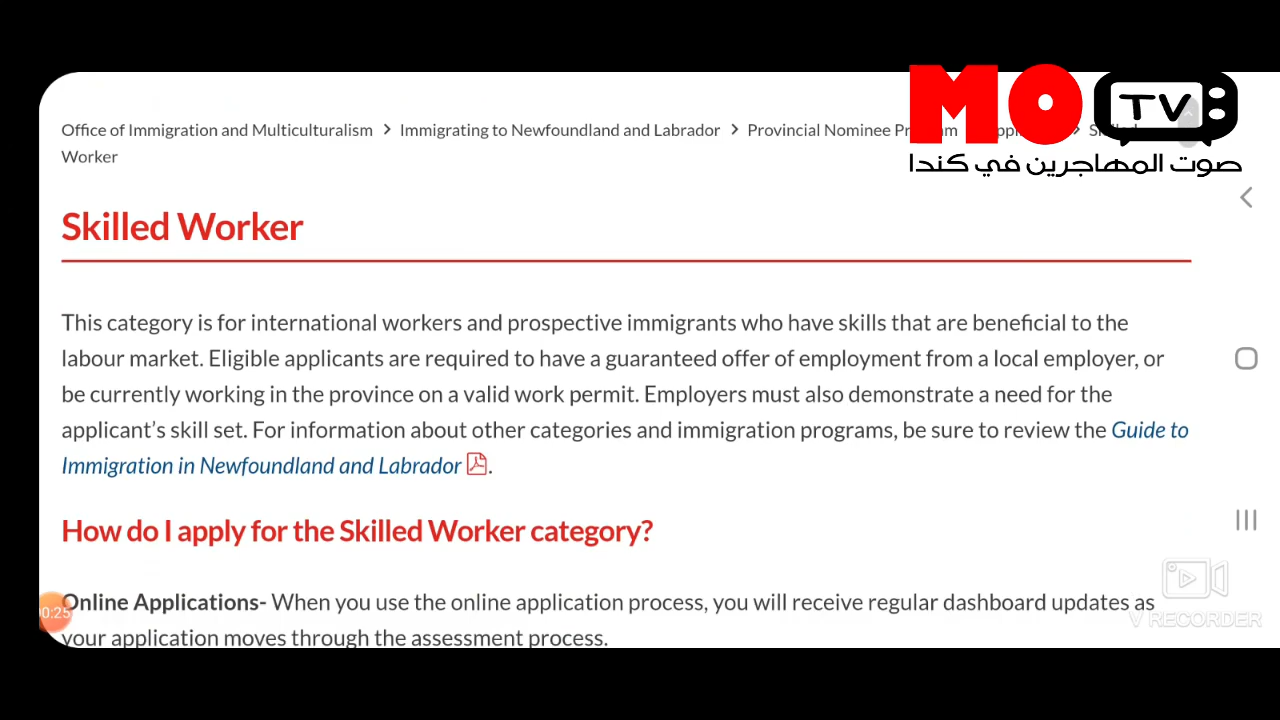 MO TV
صوت المهاجرين في كندا
Office of Immigration and Multiculturalism > Immigrating to Newfoundland and Labrador > Provincial Nominee
Worker
Skilled Worker
This category is for international workers and prospective immigrants who have skills that are beneficial to the
labour market. Eligible applicants are required to have a guaranteed offer of employment from a local employer, or
be currently working in the province on a valid work permit. Employers must also demonstrate a need for the
applicant’s skill set. For information about other categories and immigration programs, be sure to review the Guide to
Immigration in Newfoundland and Labrador.
How do I apply for the Skilled Worker category?
Online Applications- When you use the online application process, you will receive regular dashboard updates as
your application moves through the assessment process.
00:25
V RECORDER